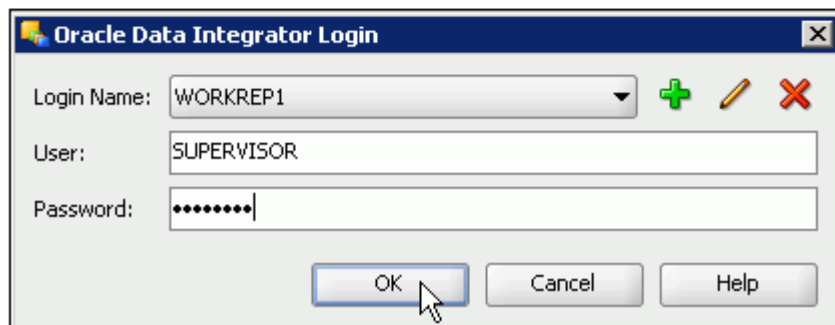 Oracle Data Integrator Login
Login Name: WORKREP1
User: SUPERVISOR
Password: ••••••••
OK Cancel Help